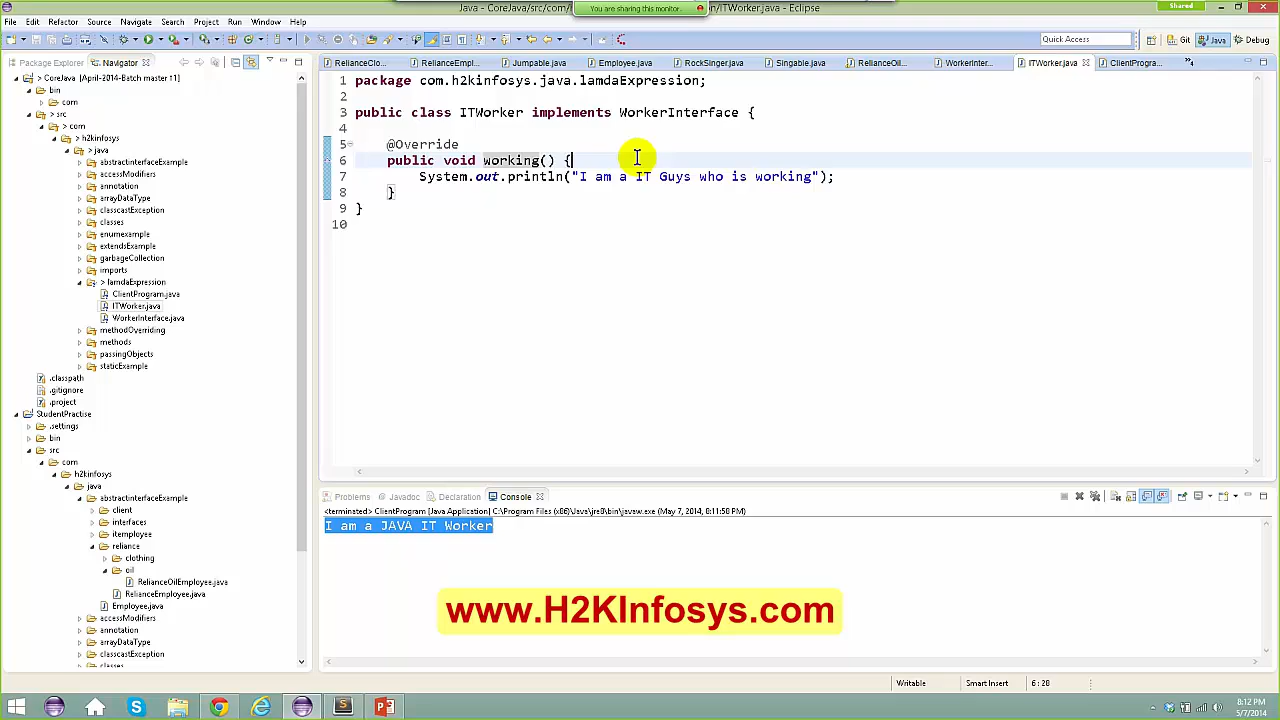 Java - CoreJava/src/com/
You are sharing this monitor.
n/ITWorker.java - Eclipse
Shared
File Edit Refactor Source Navigate Search Project Run Window Help
Quick Access
Git
Java
Debug
Package Explorer
Navigator
RelianceClo...
RelianceEmpl...
Jumpable.java
Employee.java
RockSinger.java
Singable.java
RelianceOil...
WorkerInter...
ITWorker.java
ClientProgra...
»4
> CoreJava [April-2014-Batch master 11]
bin
com
> src
> com
> h2kinfosys
> java
abstractinterfaceExample
accessModifiers
annotation
arrayDataType
classcastException
classes
enumexample
extendsExample
garbageCollection
imports
> lamdaExpression
ClientProgram.java
ITWorker.java
WorkerInterface.java
methodOverriding
methods
passingObjects
staticExample
.classpath
.gitignore
.project
StudentPractise
.settings
bin
src
com
h2kinfosys
java
abstractinterfaceExample
client
interfaces
itemployee
reliance
clothing
oil
RelianceOilEmployee.java
RelianceEmployee.java
Employee.java
accessModifiers
annotation
arrayDataType
classcastException
classes
1 package com.h2kinfosys.java.lamdaExpression;
2
3 public class ITWorker implements WorkerInterface {
4
5 @Override
6 public void working() {
7 System.out.println("I am a IT Guys who is working");
8 }
9 }
10
Problems
Javadoc
Declaration
Console
<terminated> ClientProgram [Java Application] C:\Program Files (x86)\Java\jre8\bin\javaw.exe (May 7, 2014, 8:11:58 PM)
I am a JAVA IT Worker
www.H2KInfosys.com
Writable
Smart Insert
6 : 28
8:12 PM
5/7/2014